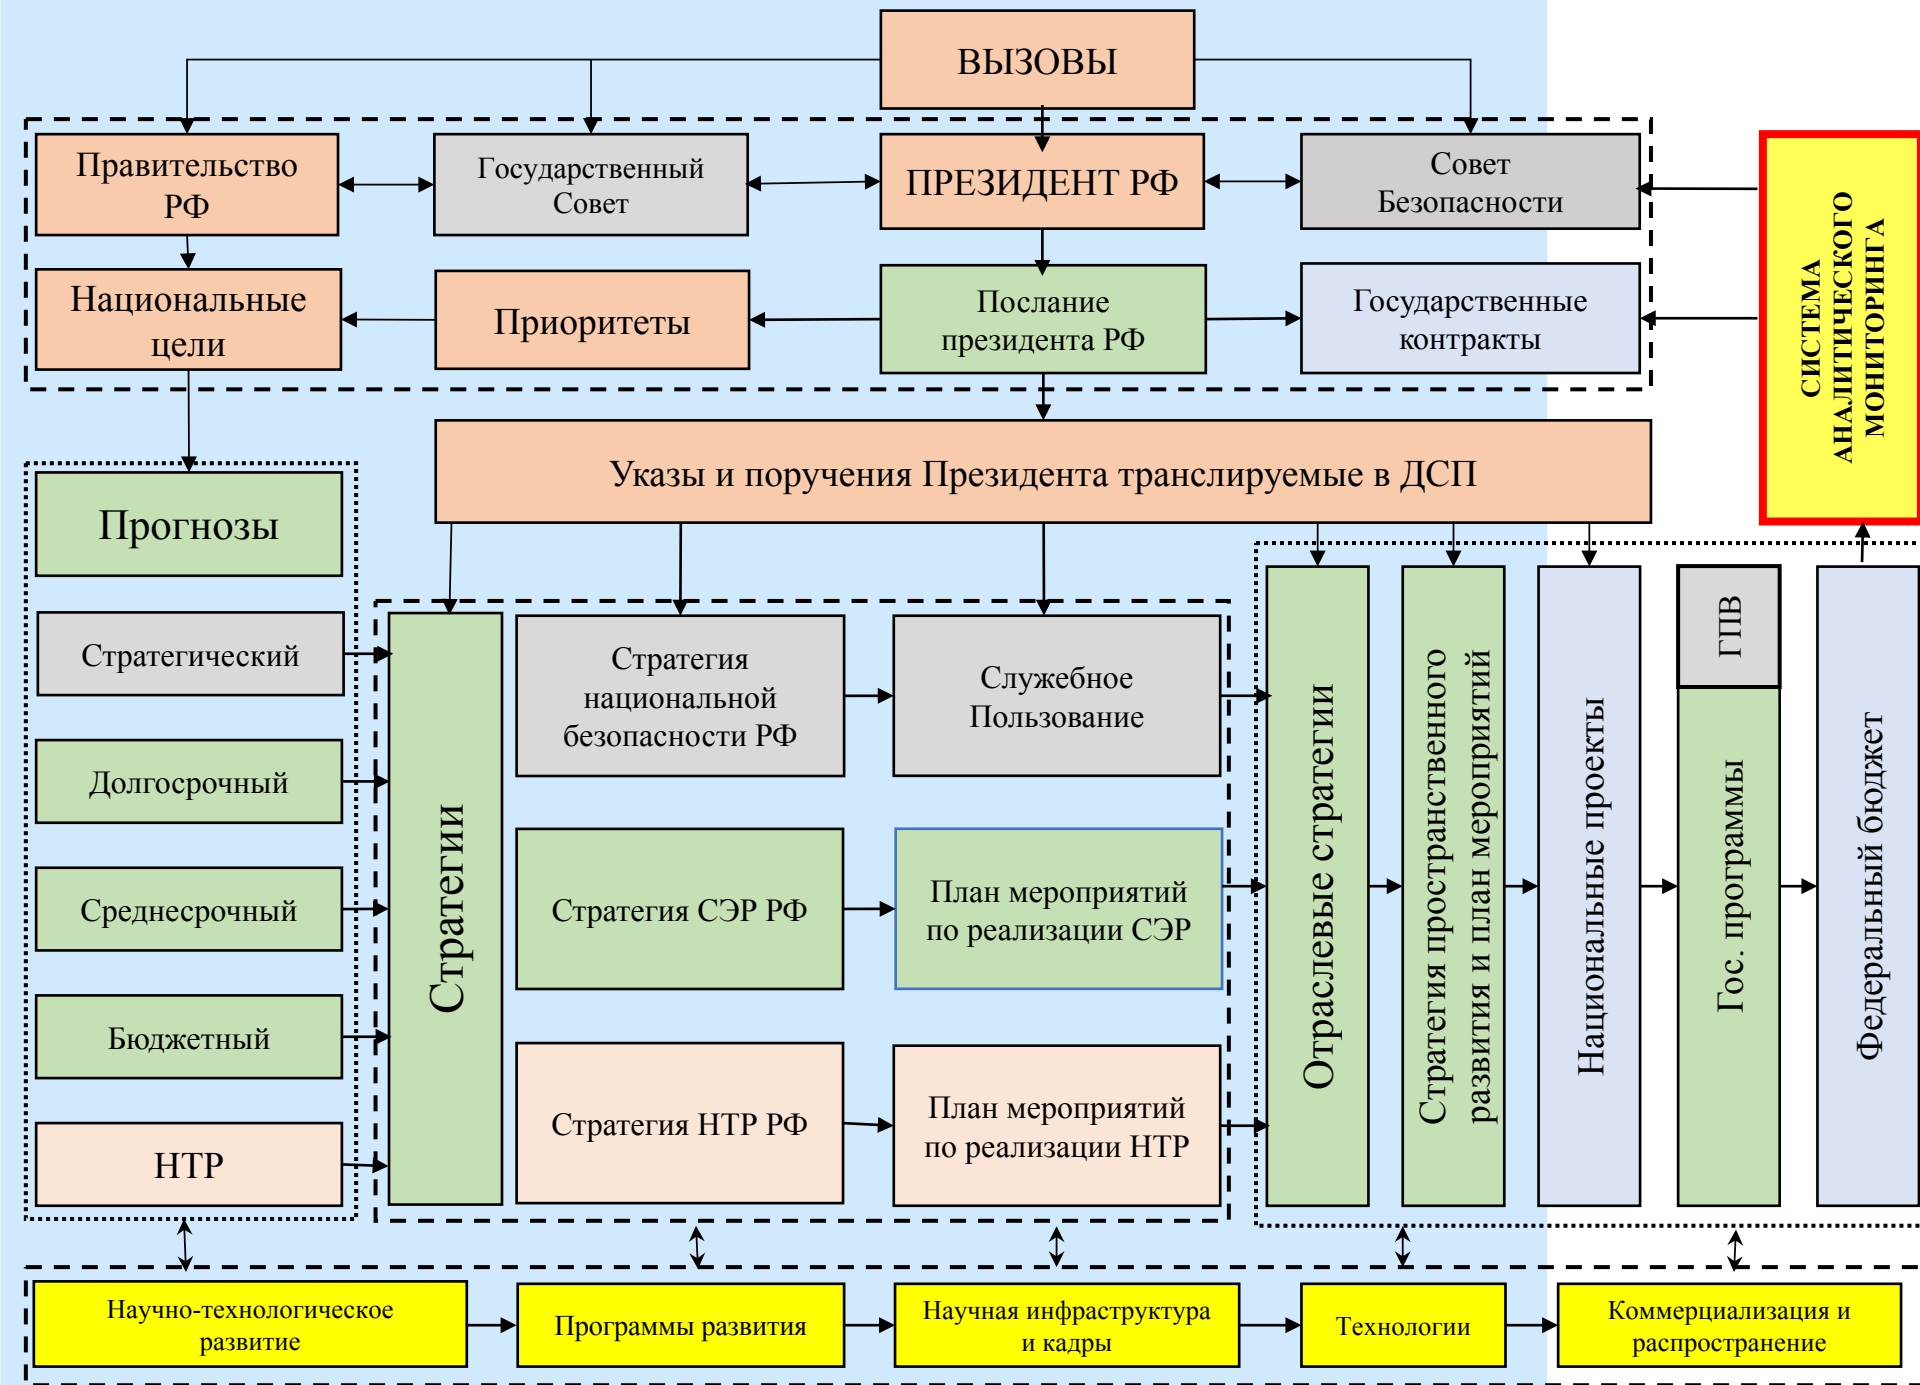 ВЫЗОВЫ
Правительство
РФ
Государственный
Совет
ПРЕЗИДЕНТ РФ
Совет
Безопасности
СИСТЕМА
АНАЛИТИЧЕСКОГО
МОНИТОРИНГА
Национальные
цели
Приоритеты
Послание
президента РФ
Государственные
контракты
Указы и поручения Президента транслируемые в ДСП
Прогнозы
Стратегический
Долгосрочный
Среднесрочный
Бюджетный
НТР
Стратегии
Стратегия
национальной
безопасности РФ
Служебное
Пользование
Стратегия СЭР РФ
План мероприятий
по реализации СЭР
Стратегия НТР РФ
План мероприятий
по реализации НТР
Отраслевые стратегии
Стратегия пространственного
развития и план мероприятий
Национальные проекты
ГПВ
Гос. программы
Федеральный бюджет
Научно-технологическое
развитие
Программы развития
Научная инфраструктура
и кадры
Технологии
Коммерциализация и
распространение